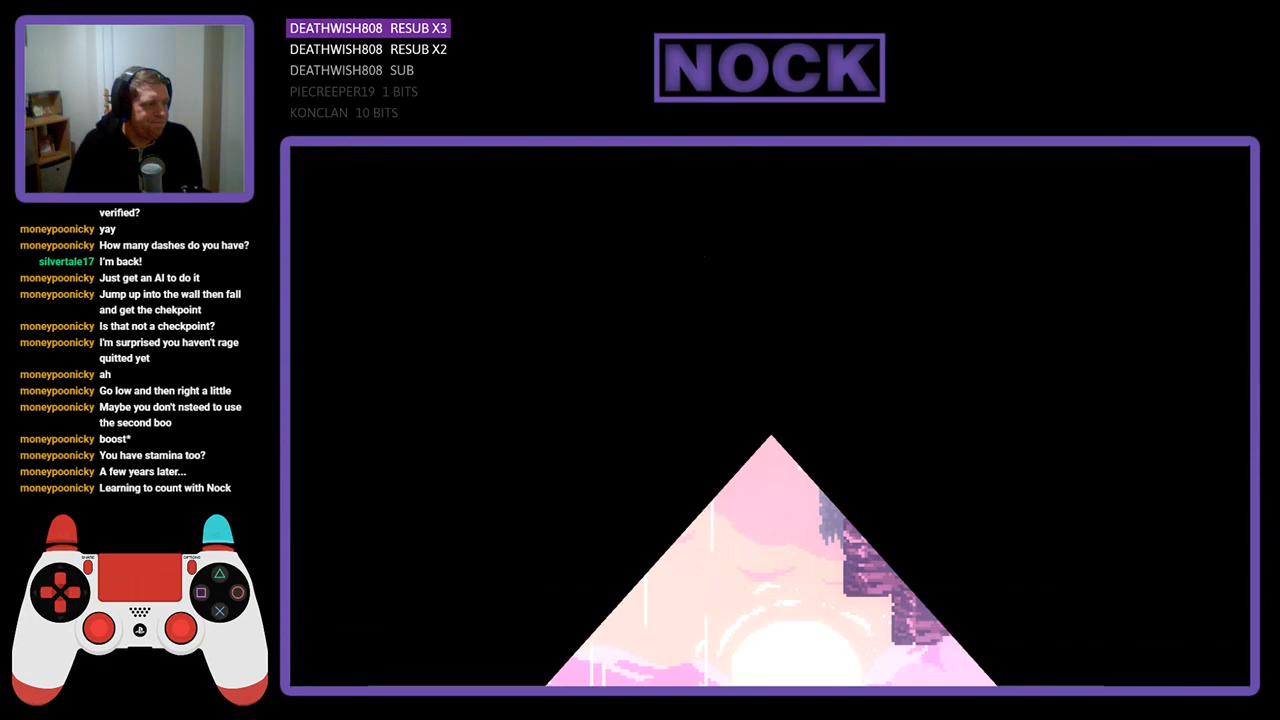 DEATHWISH808 RESUB X3
DEATHWISH808 RESUB X2
DEATHWISH808 SUB
PIECREEPER19 1 BITS
KONCLAN 10 BITS
NOCK
verified?
moneypoonicky yay
moneypoonicky How many dashes do you have?
silvertale17 I'm back!
moneypoonicky Just get an AI to do it
moneypoonicky Jump up into the wall then fall
and get the chekpoint
moneypoonicky Is that not a checkpoint?
moneypoonicky I'm surprised you haven't rage
quitted yet
moneypoonicky ah
moneypoonicky Go low and then right a little
moneypoonicky Maybe you don't nsteed to use
the second boo
moneypoonicky boost*
moneypoonicky You have stamina too?
moneypoonicky A few years later...
moneypoonicky Learning to count with Nock
SHARE
OPTIONS